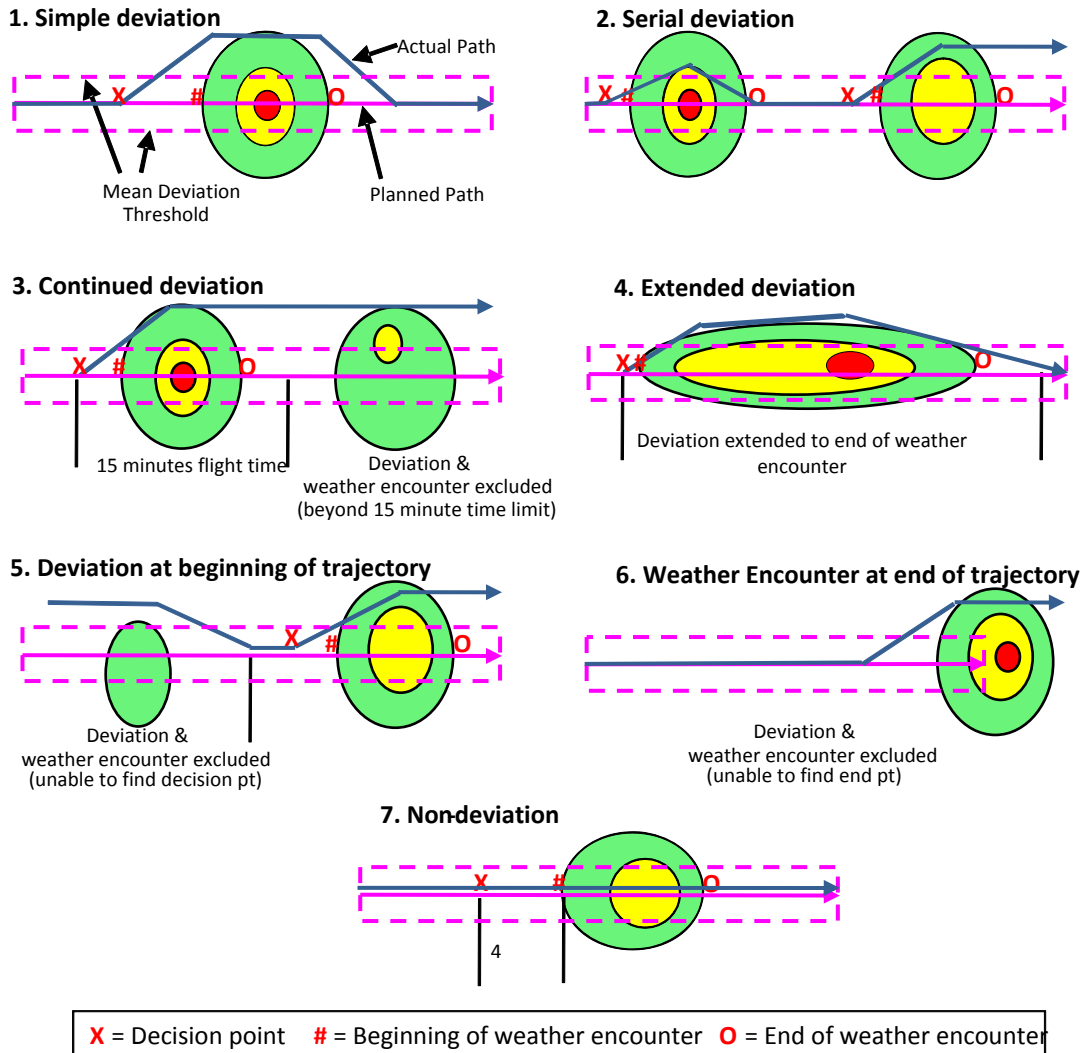 1. Simple deviation
2. Serial deviation
Actual Path
X # O
X # O X # O
Mean Deviation
Threshold
Planned Path
3. Continued deviation
4. Extended deviation
X # O
X # O
15 minutes flight time
Deviation &
weather encounter excluded
(beyond 15 minute time limit)
Deviation extended to end of weather
encounter
5. Deviation at beginning of trajectory
6. Weather Encounter at end of trajectory
X # O
Deviation &
weather encounter excluded
(unable to find decision pt)
Deviation &
weather encounter excluded
(unable to find end pt)
7. Non-deviation
X # O
4
X = Decision point # = Beginning of weather encounter O = End of weather encounter